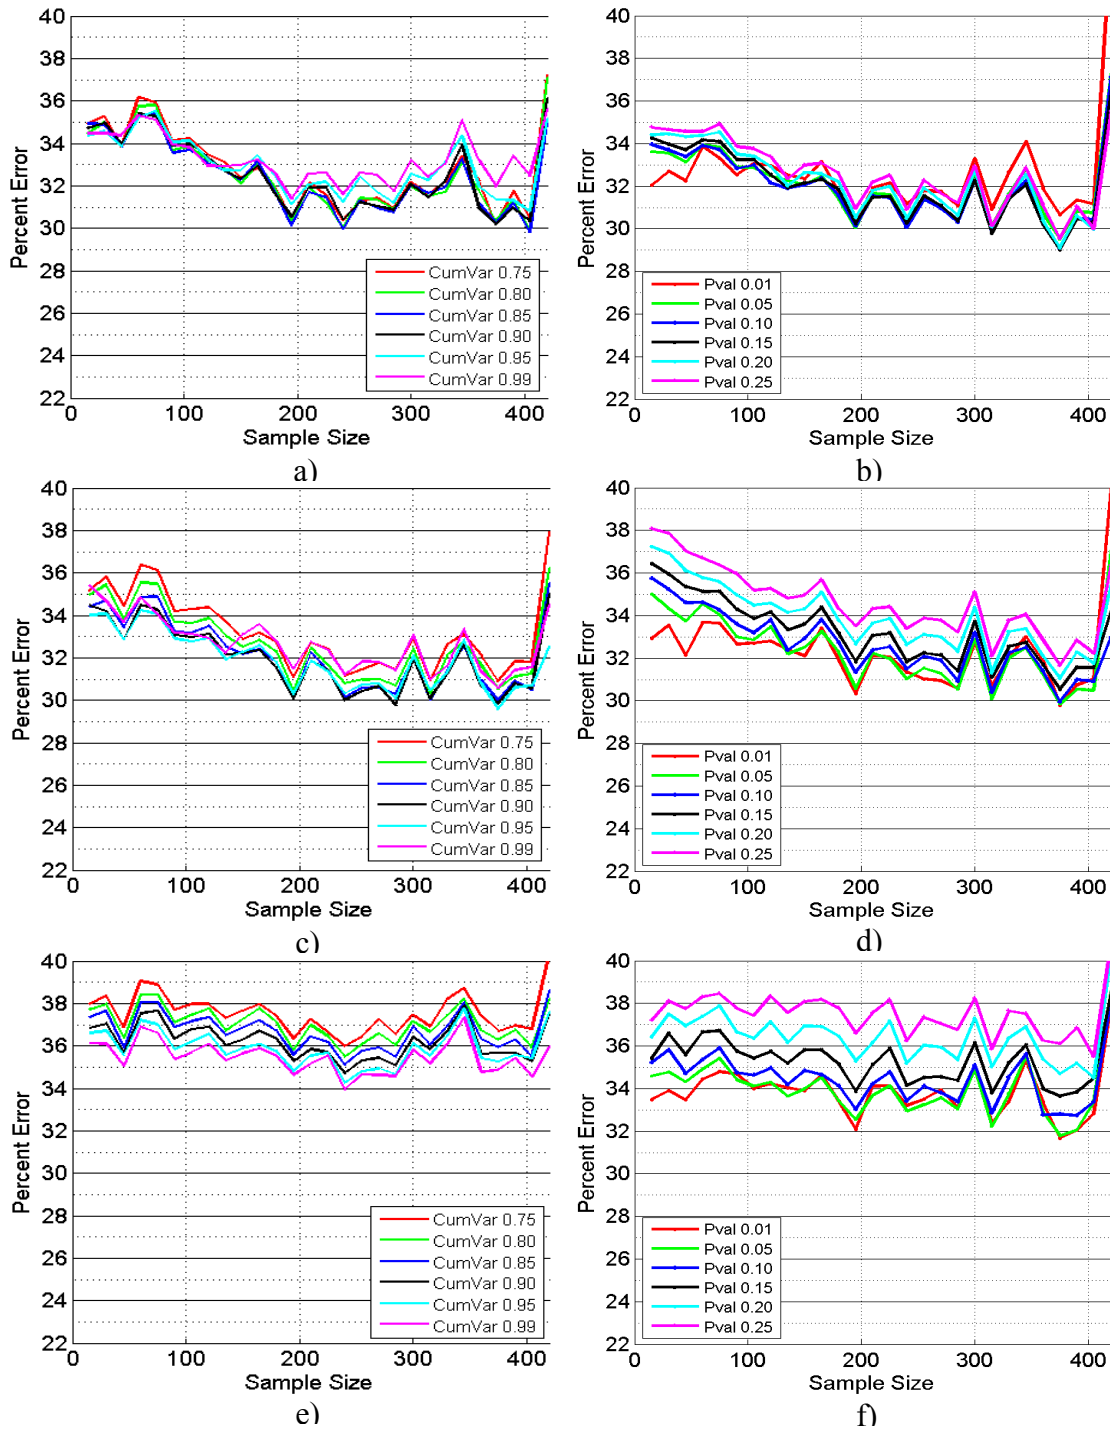 40
38
36
34
32
30
28
26
24
22
Percent Error
CumVar 0.75
CumVar 0.80
CumVar 0.85
CumVar 0.90
CumVar 0.95
CumVar 0.99
0 100 200 300 400
Sample Size
a)
40
38
36
34
32
30
28
26
24
22
Percent Error
Pval 0.01
Pval 0.05
Pval 0.10
Pval 0.15
Pval 0.20
Pval 0.25
0 100 200 300 400
Sample Size
b)
40
38
36
34
32
30
28
26
24
22
Percent Error
CumVar 0.75
CumVar 0.80
CumVar 0.85
CumVar 0.90
CumVar 0.95
CumVar 0.99
0 100 200 300 400
Sample Size
c)
40
38
36
34
32
30
28
26
24
22
Percent Error
Pval 0.01
Pval 0.05
Pval 0.10
Pval 0.15
Pval 0.20
Pval 0.25
0 100 200 300 400
Sample Size
d)
40
38
36
34
32
30
28
26
24
22
Percent Error
CumVar 0.75
CumVar 0.80
CumVar 0.85
CumVar 0.90
CumVar 0.95
CumVar 0.99
0 100 200 300 400
Sample Size
e)
40
38
36
34
32
30
28
26
24
22
Percent Error
Pval 0.01
Pval 0.05
Pval 0.10
Pval 0.15
Pval 0.20
Pval 0.25
0 100 200 300 400
Sample Size
f)